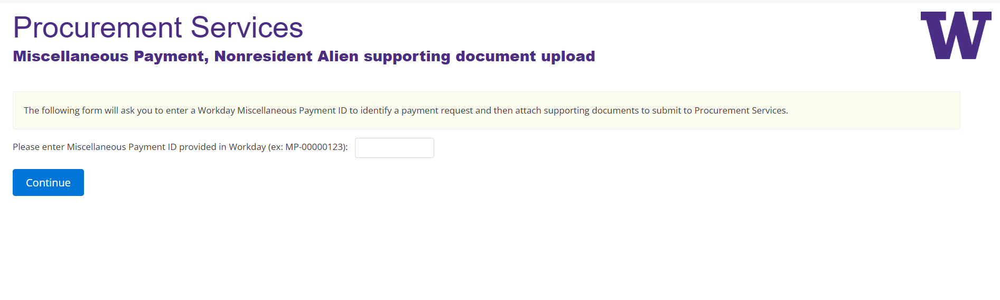 Procurement Services
W
Miscellaneous Payment, Nonresident Alien supporting document upload
The following form will ask you to enter a Workday Miscellaneous Payment ID to identify a payment request and then attach supporting documents to submit to Procurement Services.
Please enter Miscellaneous Payment ID provided in Workday (ex: MP-00000123):
Continue